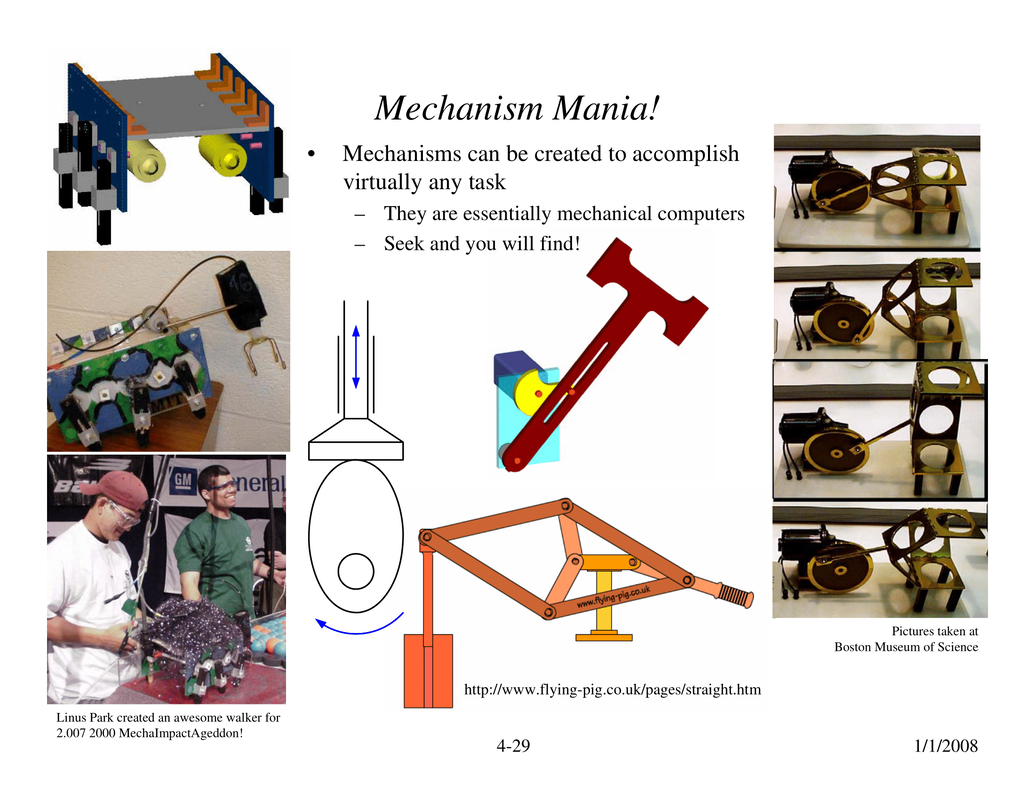 Mechanism Mania!
• Mechanisms can be created to accomplish
virtually any task
– They are essentially mechanical computers
– Seek and you will find!
MIT
GM
neral
www.flying-pig.co.uk
Pictures taken at
Boston Museum of Science
http://www.flying-pig.co.uk/pages/straight.htm
Linus Park created an awesome walker for
2.007 2000 MechaImpactAgeddon!
4-29
1/1/2008